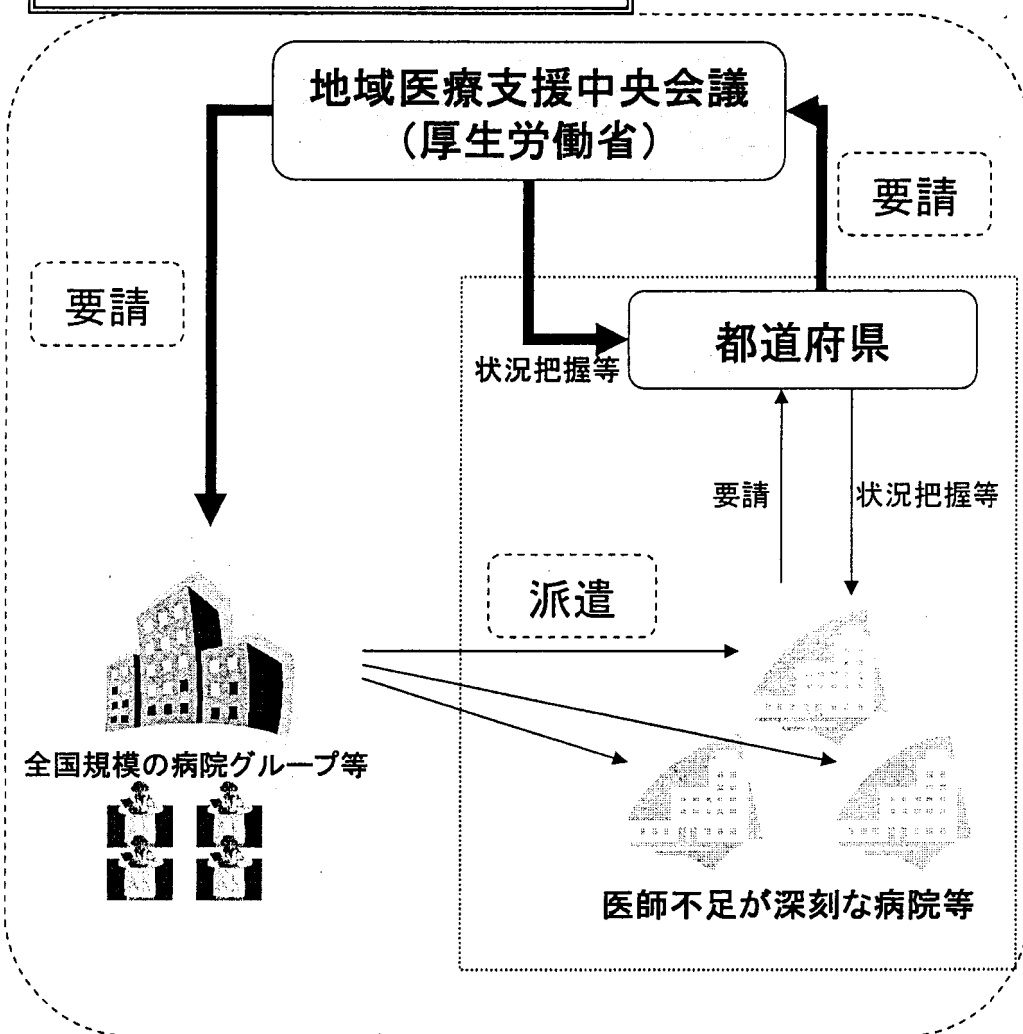 地域医療支援中央会議
（厚生労働省）
要請
要請
都道府県
状況把握等
要請
状況把握等
派遣
全国規模の病院グループ等
医師不足が深刻な病院等